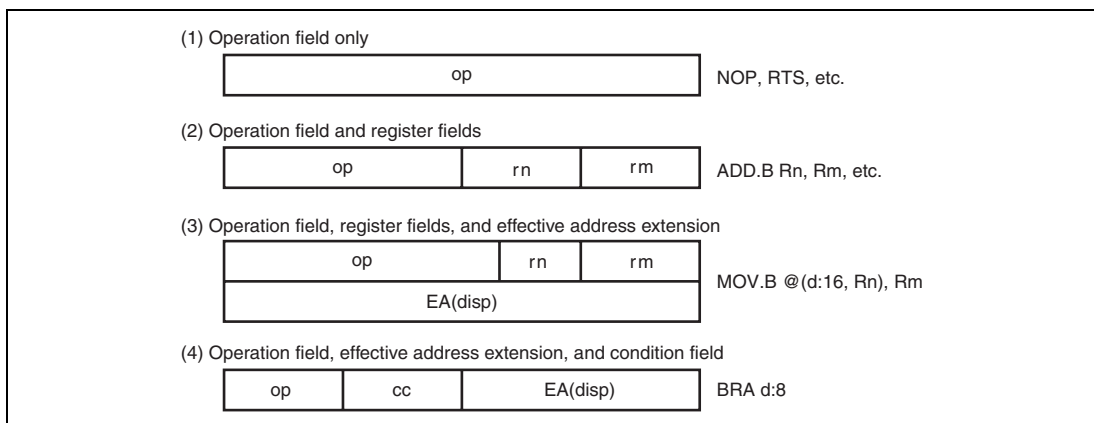 (1) Operation field only
op
NOP, RTS, etc.
(2) Operation field and register fields
op rn rm
ADD.B Rn, Rm, etc.
(3) Operation field, register fields, and effective address extension
op rn rm
EA(disp)
MOV.B @(d:16, Rn), Rm
(4) Operation field, effective address extension, and condition field
op cc EA(disp)
BRA d:8